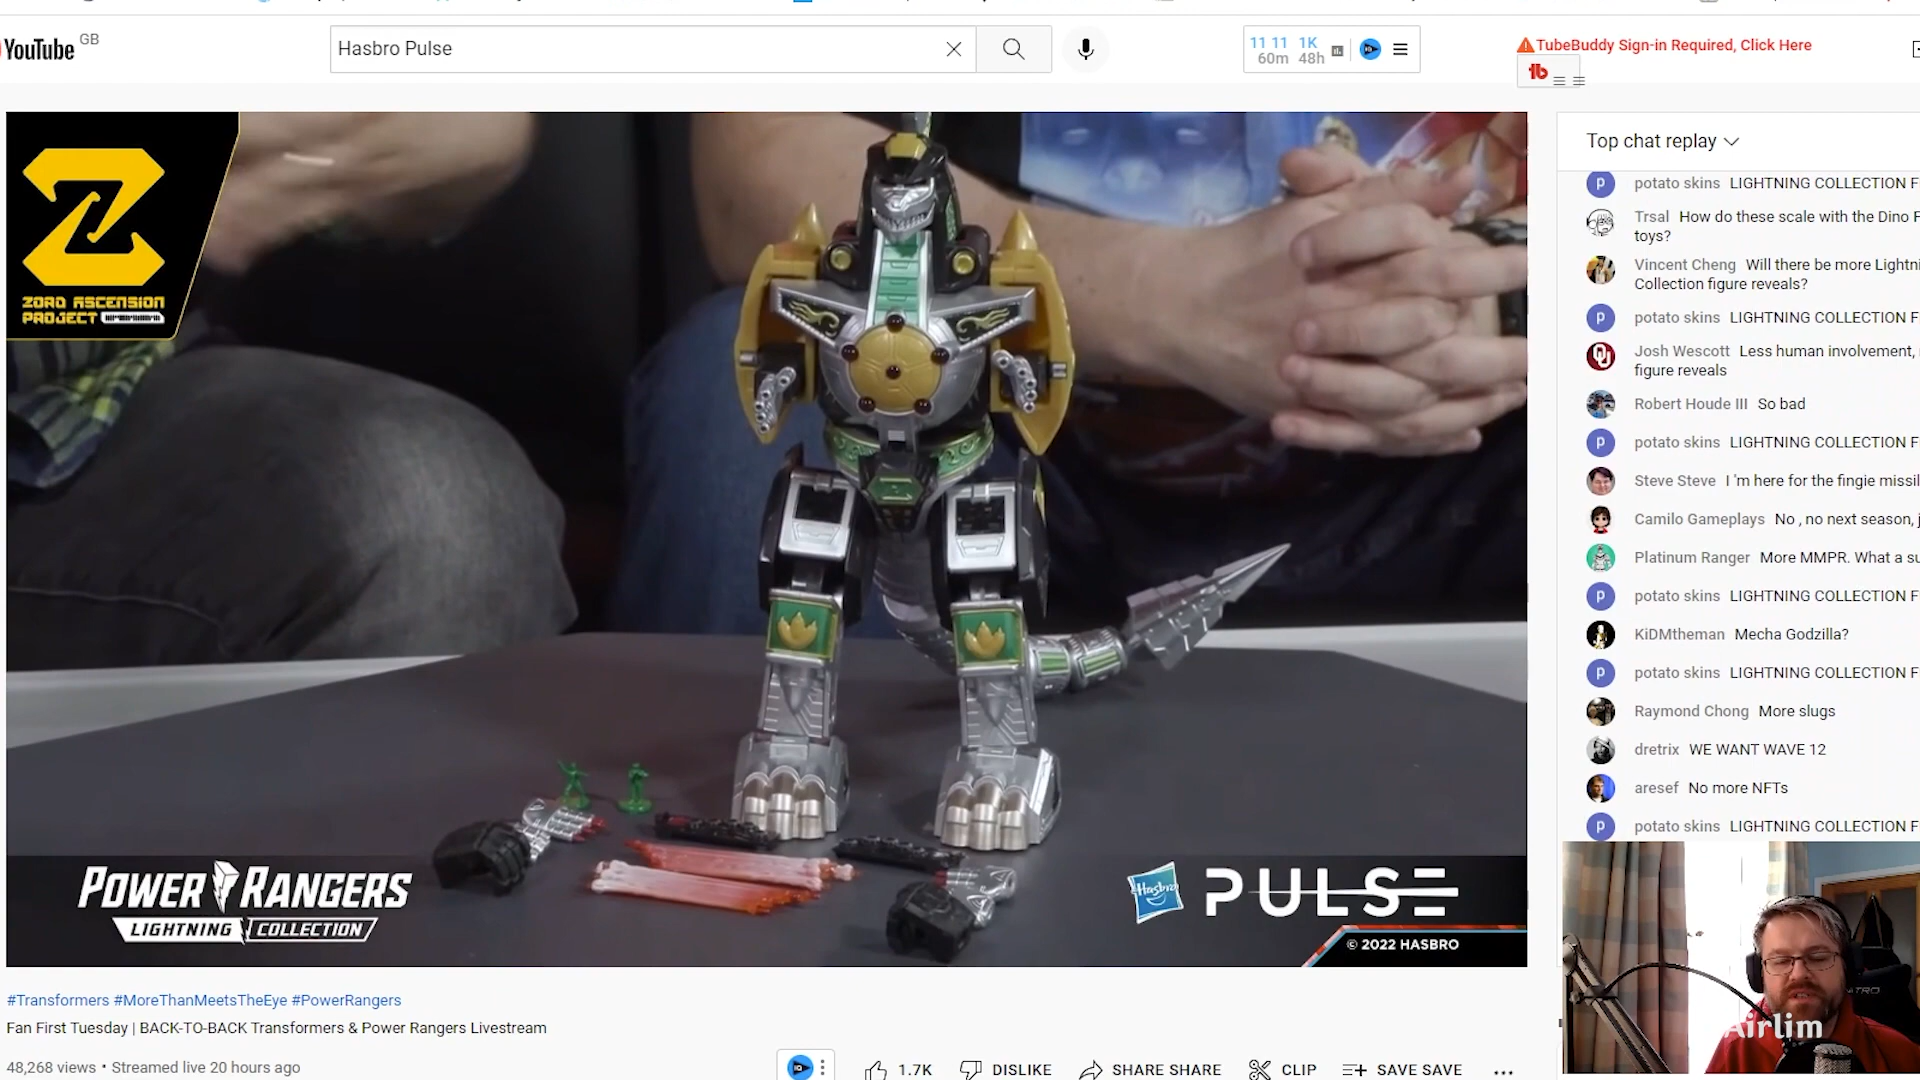 YouTube GB
Hasbro Pulse
11 11 1K
60m 48h
TubeBuddy Sign-in Required, Click Here
tb
Z
ZORD ASCENSION
PROJECT
POWER RANGERS
LIGHTNING COLLECTION
Hasbro PULSE
© 2022 HASBRO
Top chat replay
potato skins LIGHTNING COLLECTION F
Trsal How do these scale with the Dino F
toys?
Vincent Cheng Will there be more Lightni
Collection figure reveals?
potato skins LIGHTNING COLLECTION F
Josh Wescott Less human involvement,
figure reveals
Robert Houde III So bad
potato skins LIGHTNING COLLECTION F
Steve Steve I 'm here for the fingie missil
Camilo Gameplays No , no next season, j
Platinum Ranger More MMPR. What a su
potato skins LIGHTNING COLLECTION F
KiDMtheman Mecha Godzilla?
potato skins LIGHTNING COLLECTION F
Raymond Chong More slugs
dretrix WE WANT WAVE 12
aresef No more NFTs
potato skins LIGHTNING COLLECTION F
Airlim
#Transformers #MoreThanMeetsTheEye #PowerRangers
Fan First Tuesday | BACK-TO-BACK Transformers & Power Rangers Livestream
48,268 views • Streamed live 20 hours ago
1.7K DISLIKE SHARE SHARE CLIP SAVE SAVE